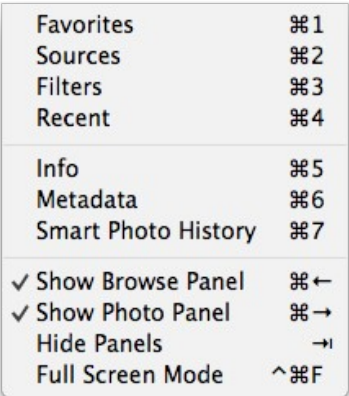 Favorites ⌘1
Sources ⌘2
Filters ⌘3
Recent ⌘4
Info ⌘5
Metadata ⌘6
Smart Photo History ⌘7
✓ Show Browse Panel ⌘←
✓ Show Photo Panel ⌘→
Hide Panels ⇥
Full Screen Mode ^⌘F